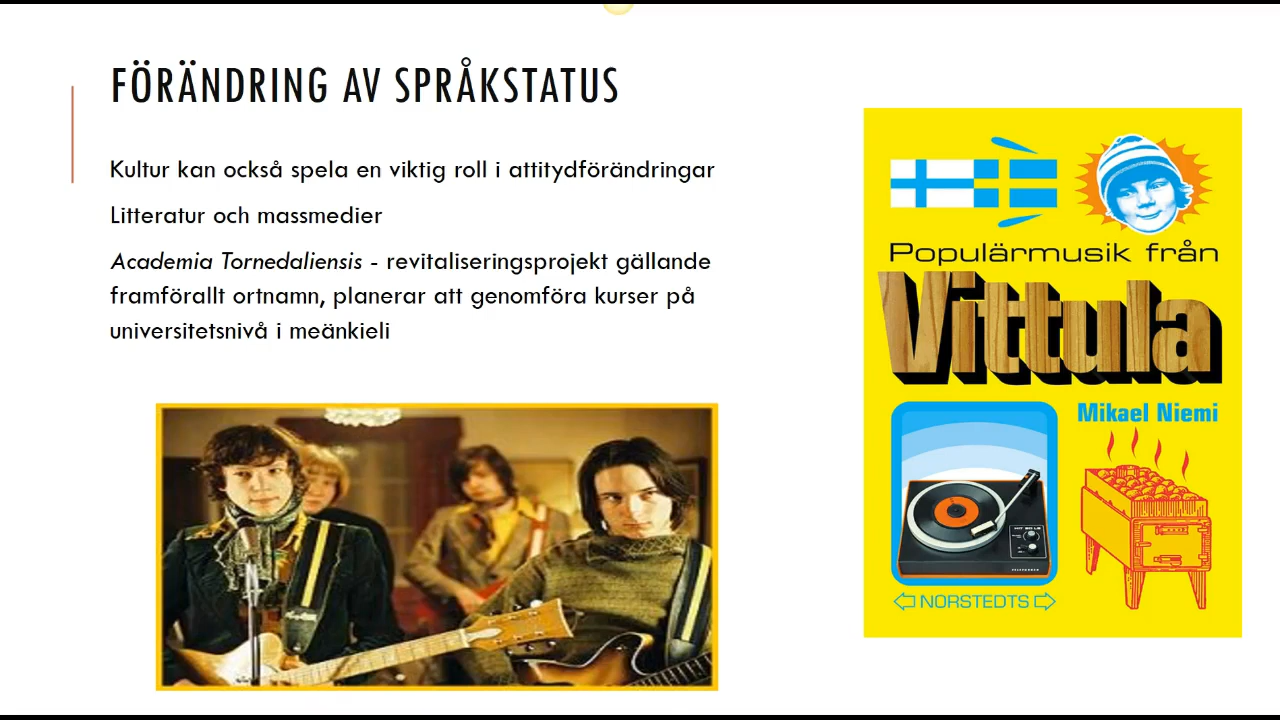 FÖRÄNDRING AV SPRÅKSTATUS
Kultur kan också spela en viktig roll i attitydförändringar
Litteratur och massmedier
Academia Tornedaliensis - revitaliseringsprojekt gällande
framförallt ortnamn, planerar att genomföra kurser på
universitetsnivå i meänkieli
Populärmusik från
Vittula
Mikael Niemi
NORSTEDTS